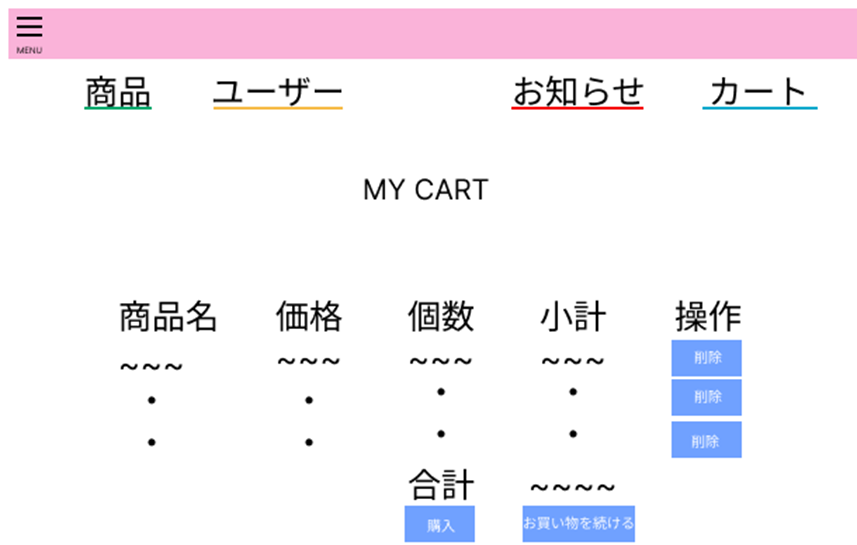 MENU
商品 ユーザー お知らせ カート
MY CART
商品名 価格 個数 小計 操作
~~~ ~~~ ~~~ ~~~ 削除
・ ・ ・ ・ 削除
・ ・ ・ ・ 削除
合計 ~~~~
購入 お買い物を続ける